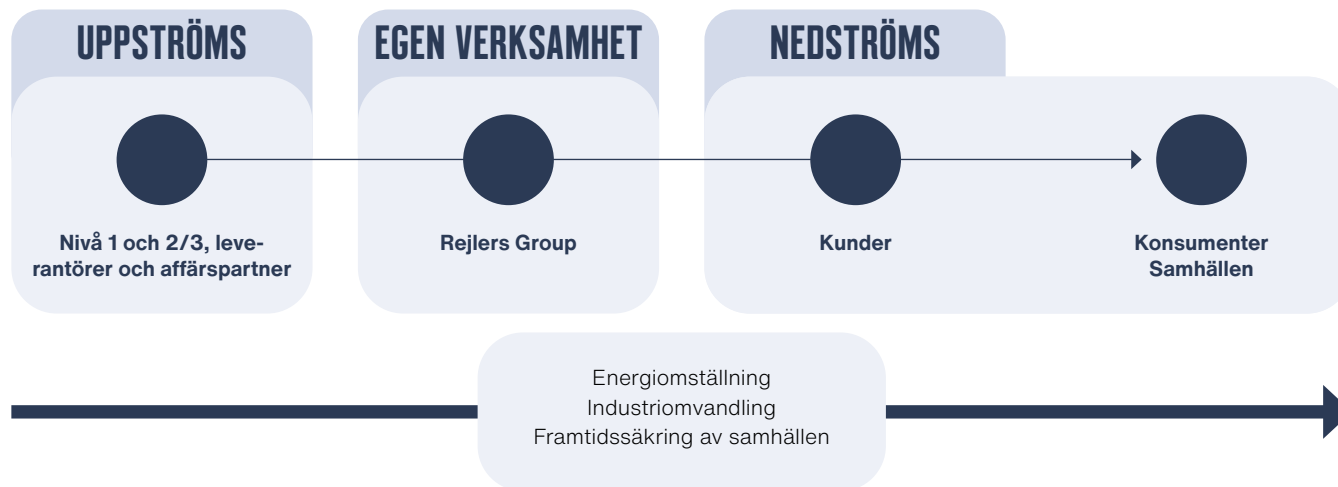 UPPSTRÖMS
EGEN VERKSAMHET
NEDSTRÖMS
Nivå 1 och 2/3, leve-
rantörer och affärspartner
Rejlers Group
Kunder
Konsumenter
Samhällen
Energiomställning
Industriomvandling
Framtidssäkring av samhällen